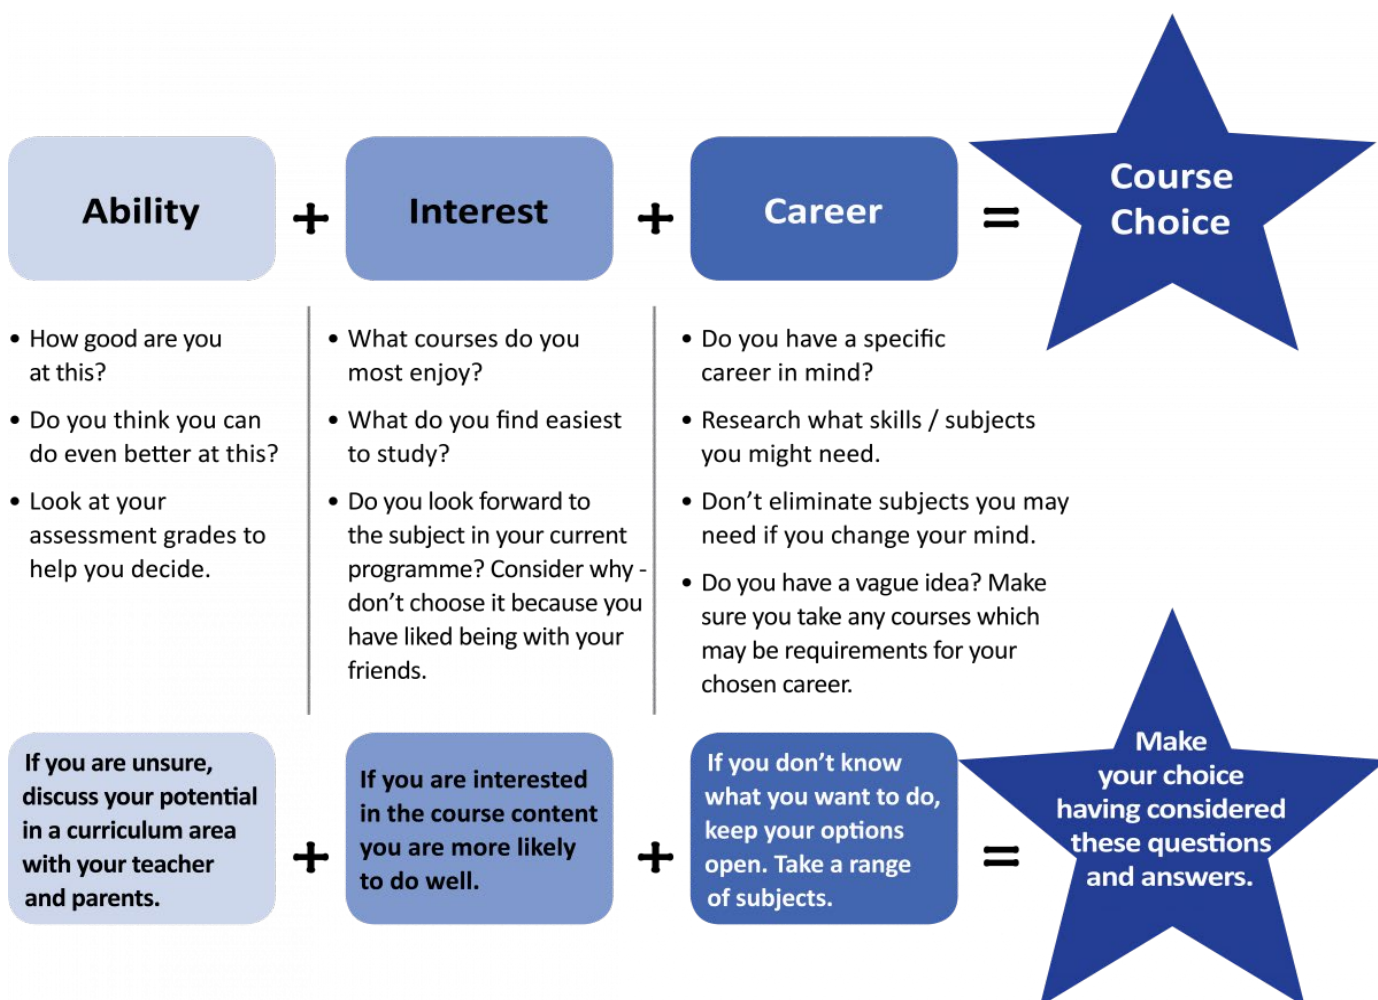 Ability
+
Interest
+
Career
=
Course
Choice
• How good are you
at this?
• Do you think you can
do even better at this?
• Look at your
assessment grades to
help you decide.
• What courses do you
most enjoy?
• What do you find easiest
to study?
• Do you look forward to
the subject in your current
programme? Consider why -
don’t choose it because you
have liked being with your
friends.
• Do you have a specific
career in mind?
• Research what skills / subjects
you might need.
• Don’t eliminate subjects you may
need if you change your mind.
• Do you have a vague idea? Make
sure you take any courses which
may be requirements for your
chosen career.
If you are unsure,
discuss your potential
in a curriculum area
with your teacher
and parents.
+
If you are interested
in the course content
you are more likely
to do well.
+
If you don’t know
what you want to do,
keep your options
open. Take a range
of subjects.
=
Make
your choice
having considered
these questions
and answers.